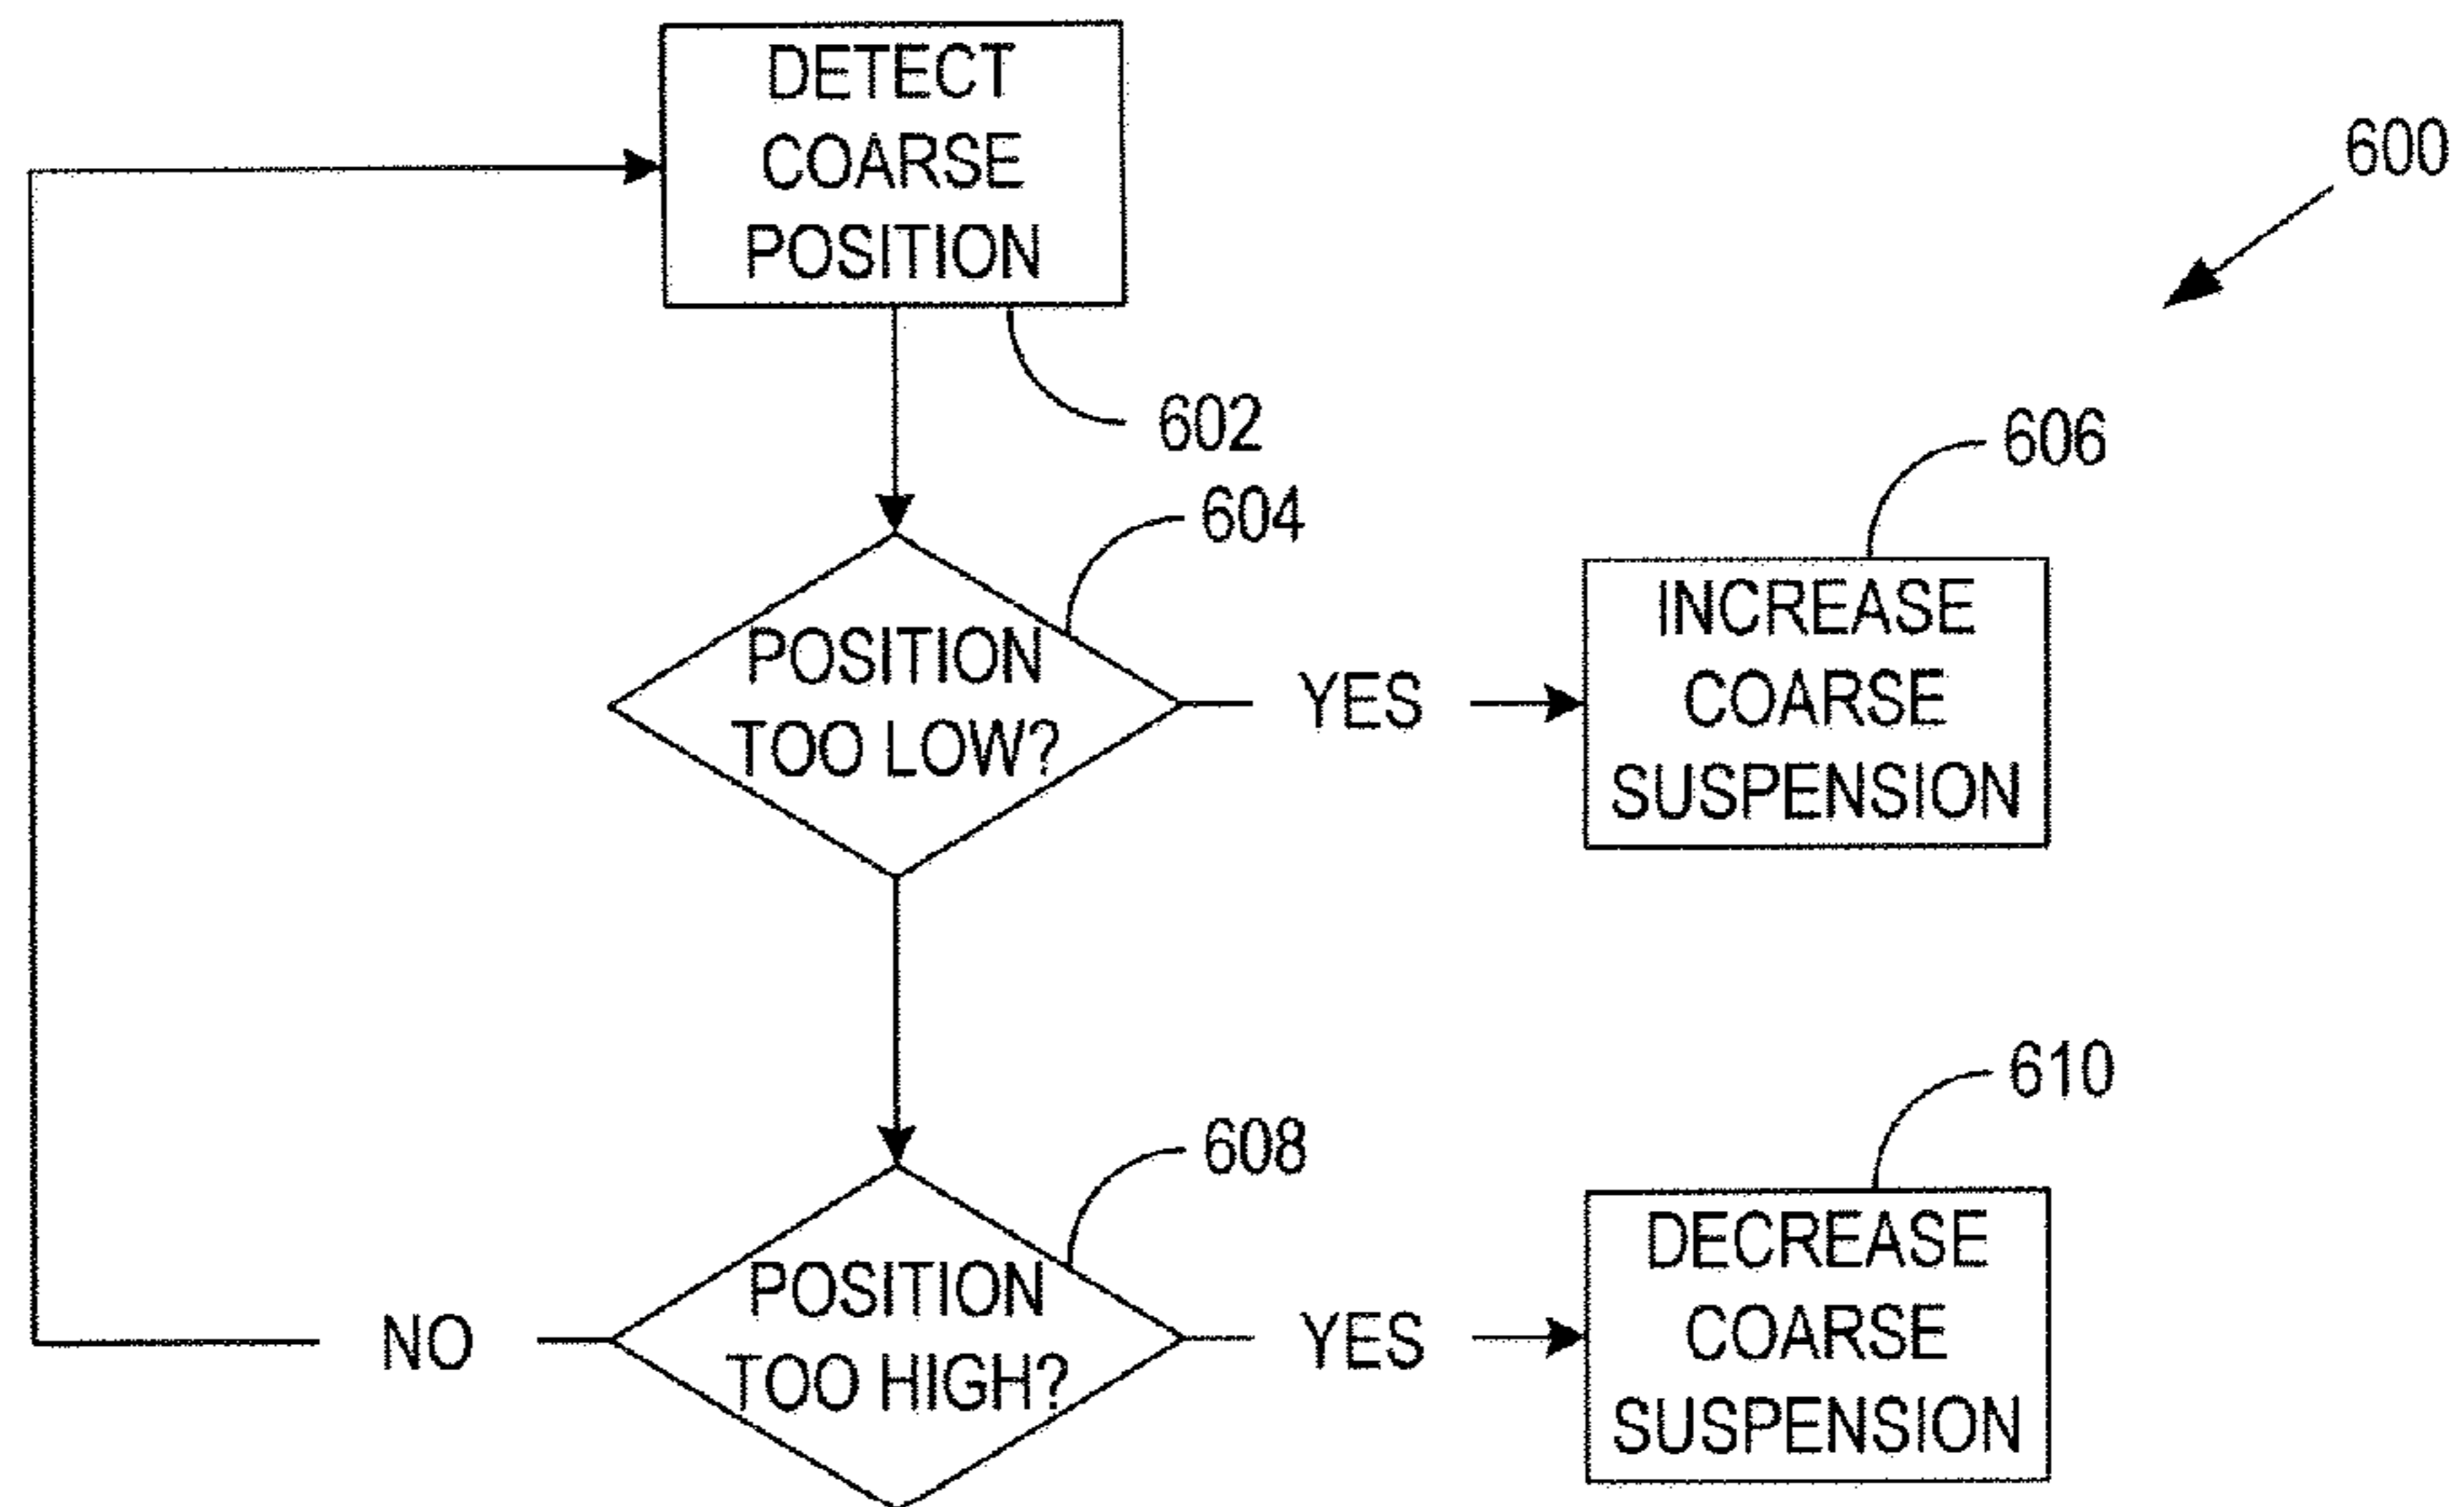 DETECT
COARSE
POSITION
600
602
604
606
POSITION
TOO LOW?
YES
INCREASE
COARSE
SUSPENSION
608
610
POSITION
TOO HIGH?
NO
YES
DECREASE
COARSE
SUSPENSION